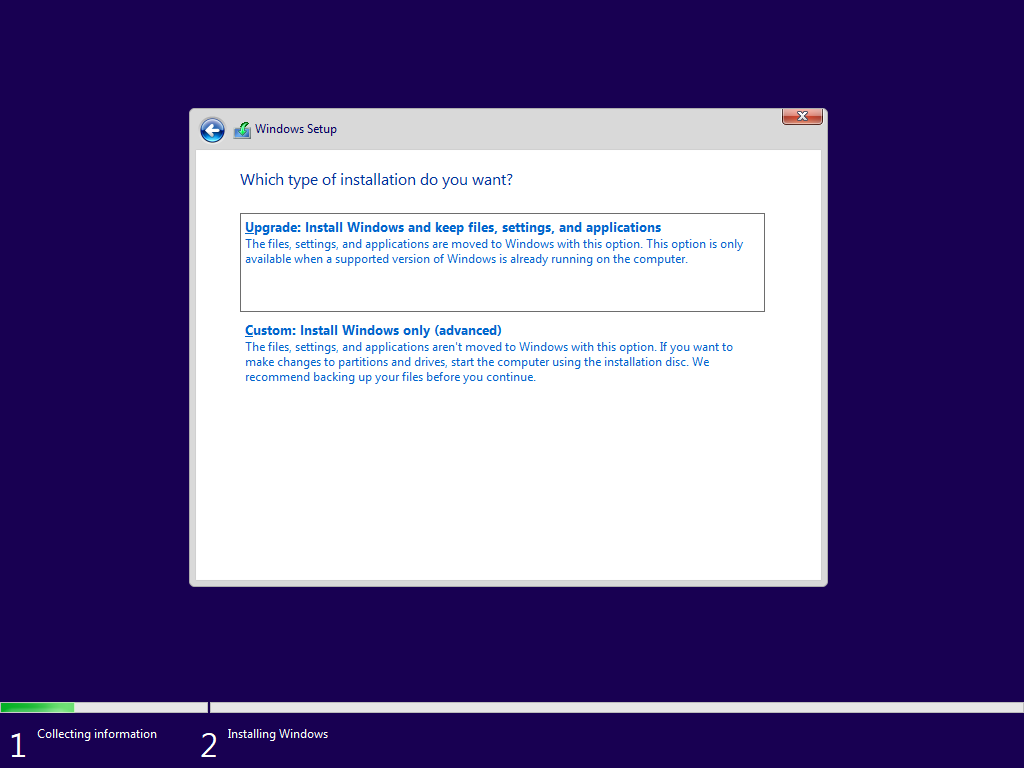 Windows Setup
Which type of installation do you want?
Upgrade: Install Windows and keep files, settings, and applications
The files, settings, and applications are moved to Windows with this option. This option is only
available when a supported version of Windows is already running on the computer.
Custom: Install Windows only (advanced)
The files, settings, and applications aren't moved to Windows with this option. If you want to
make changes to partitions and drives, start the computer using the installation disc. We
recommend backing up your files before you continue.
1 Collecting information
2 Installing Windows